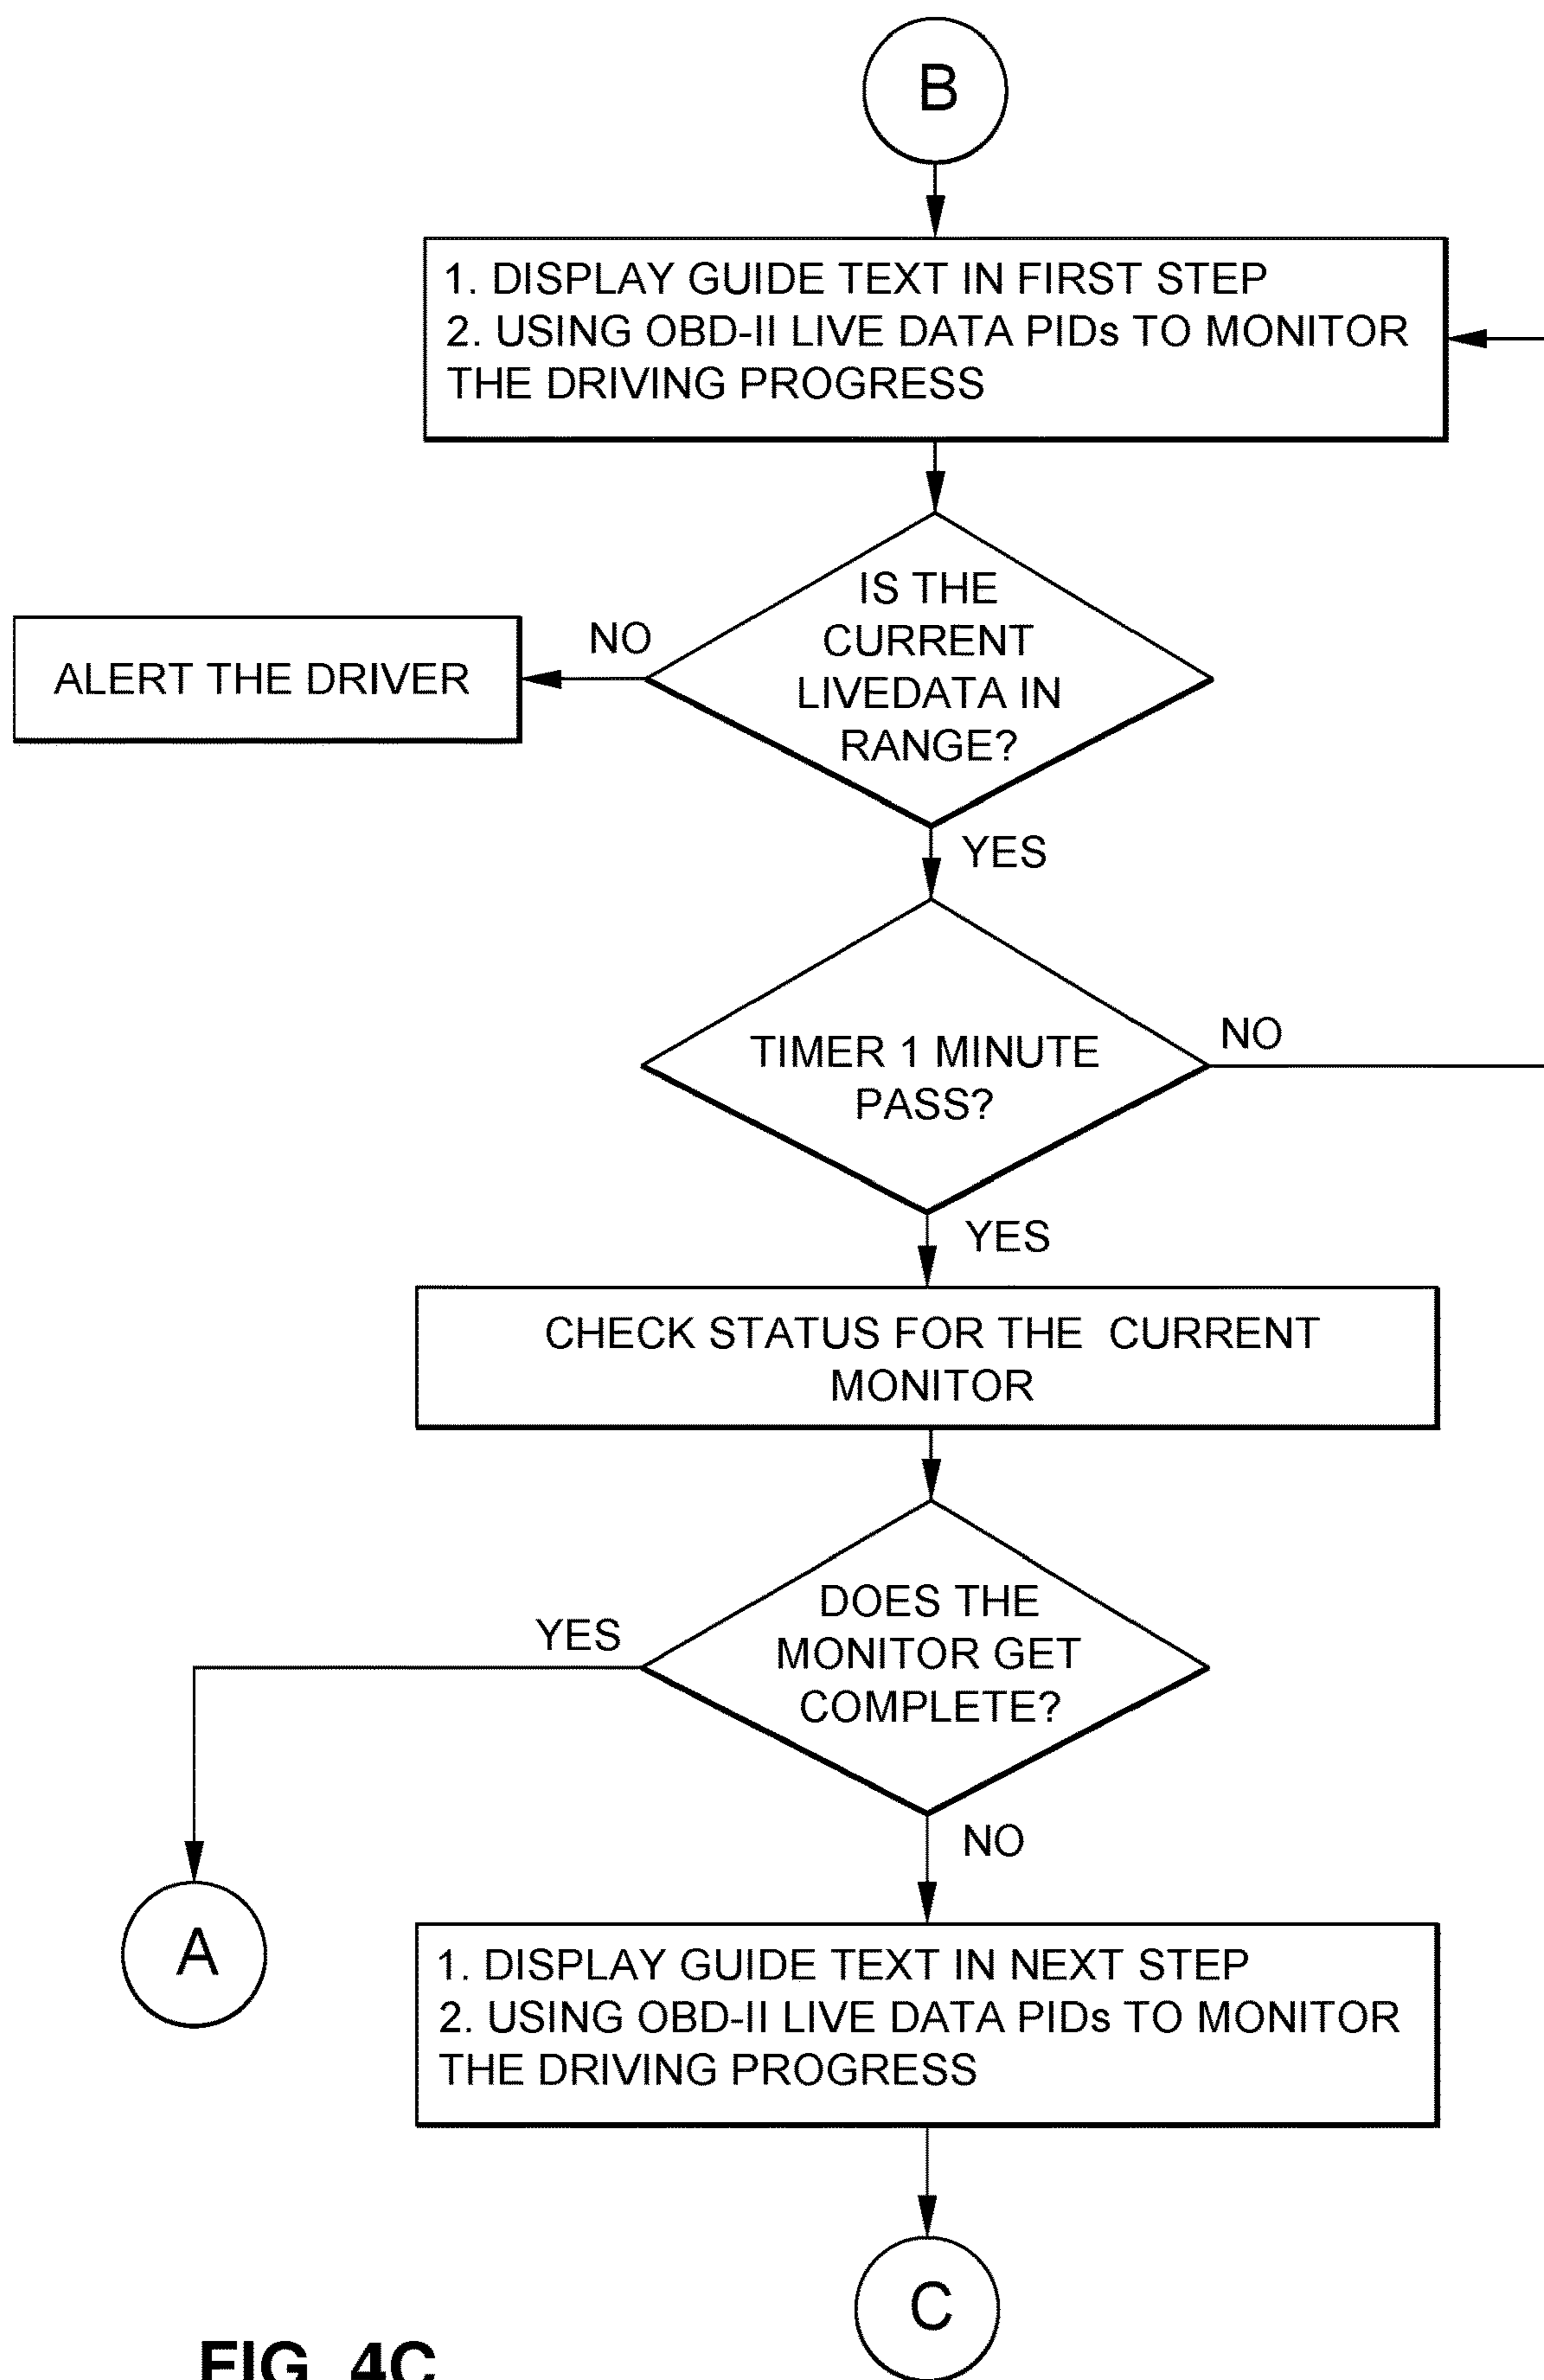 B
1. DISPLAY GUIDE TEXT IN FIRST STEP
2. USING OBD-II LIVE DATA PIDs TO MONITOR
THE DRIVING PROGRESS
IS THE
CURRENT
LIVEDATA IN
RANGE?
NO
ALERT THE DRIVER
YES
TIMER 1 MINUTE
PASS?
NO
YES
CHECK STATUS FOR THE CURRENT
MONITOR
DOES THE
MONITOR GET
COMPLETE?
YES
NO
A
1. DISPLAY GUIDE TEXT IN NEXT STEP
2. USING OBD-II LIVE DATA PIDs TO MONITOR
THE DRIVING PROGRESS
C
FIG. 4C